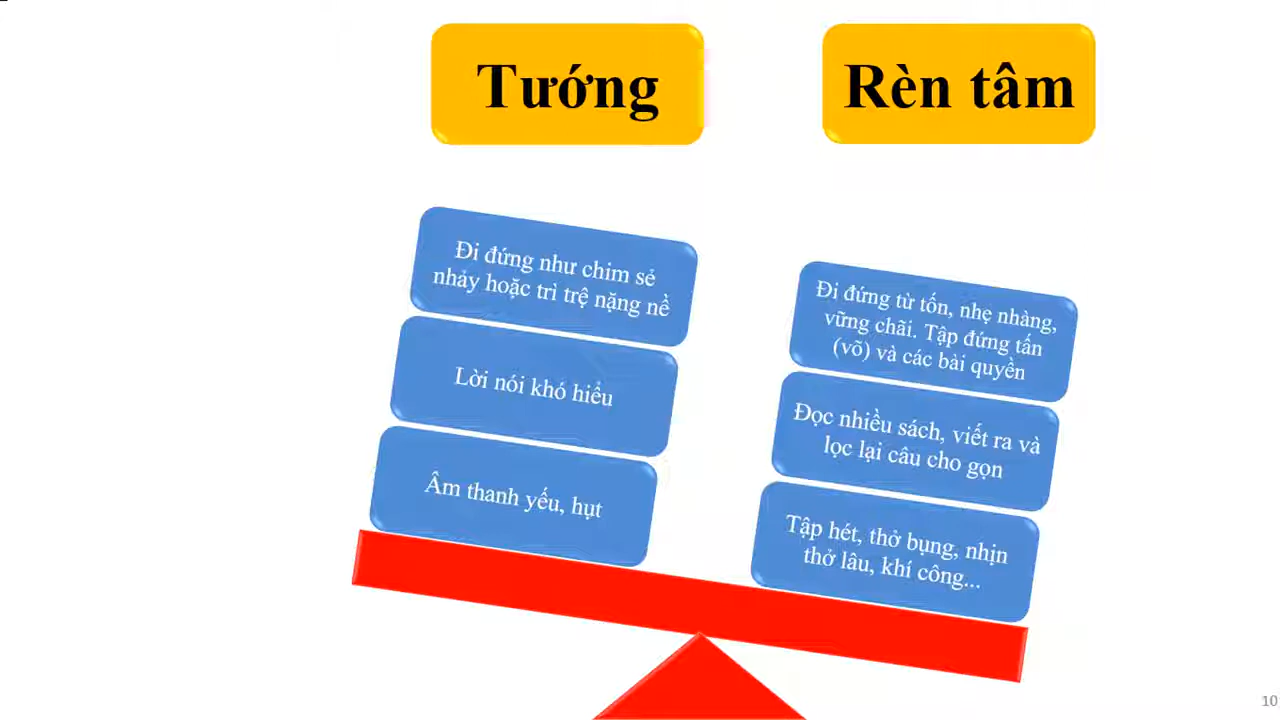 Tướng
Rèn tâm
Đi đứng như chim sẻ
nhảy hoặc trì trệ nặng nề
Lời nói khó hiểu
Âm thanh yếu, hụt
Đi đứng từ tốn, nhẹ nhàng,
vững chãi. Tập đứng tấn
(võ) và các bài quyền
Đọc nhiều sách, viết ra và
lọc lại câu cho gọn
Tập hét, thở bụng, nhịn
thở lâu, khí công...
10